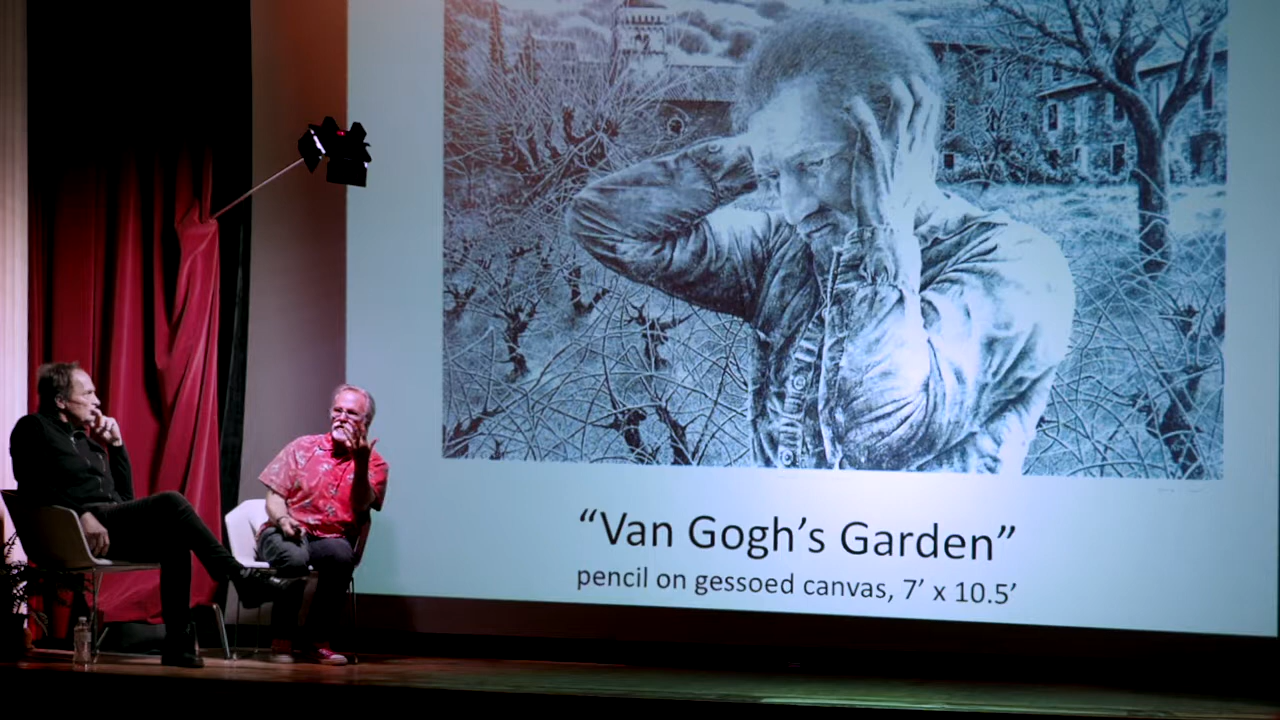 “Van Gogh’s Garden”
pencil on gessoed canvas, 7’ x 10.5’